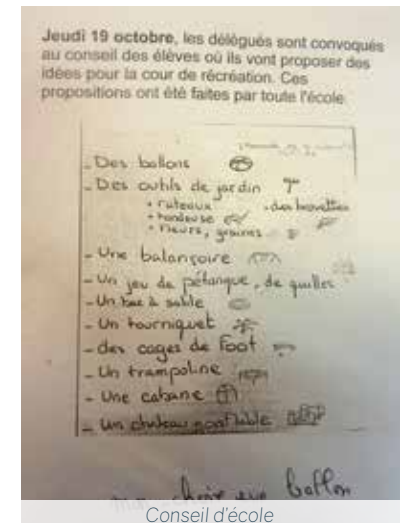 Jeudi 19 octobre, les délégués sont convoqués
au conseil des élèves où ils vont proposer des
idées pour la cour de récréation. Ces
propositions ont été faites par toute l'école
- Des ballons
- Des outils de jardin
+ rateaux . des brouettes
+ tondeuse
+ fleurs, graines
- Une balançoire
- Un jeu de pétanque, de quilles
- Un bac à sable
- Un tourniquet
- des cages de foot
- Un trampoline
- Une cabane
- Un chateau gonflable
choix ballon
Conseil d'école